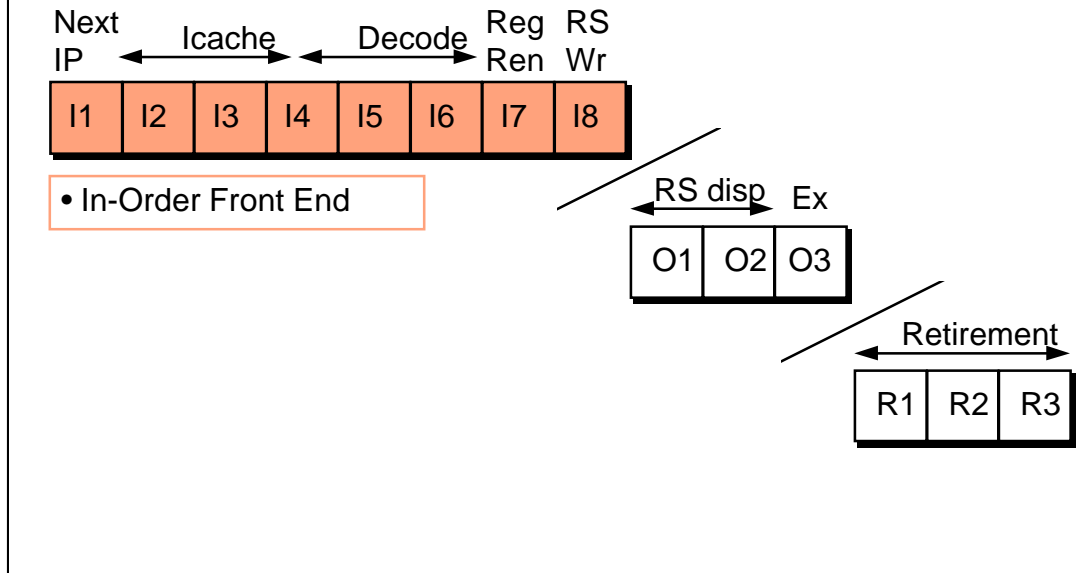 Next IP
Icache
Decode
Reg Ren
RS Wr
I1 I2 I3 I4 I5 I6 I7 I8
• In-Order Front End
RS disp
Ex
O1 O2 O3
Retirement
R1 R2 R3